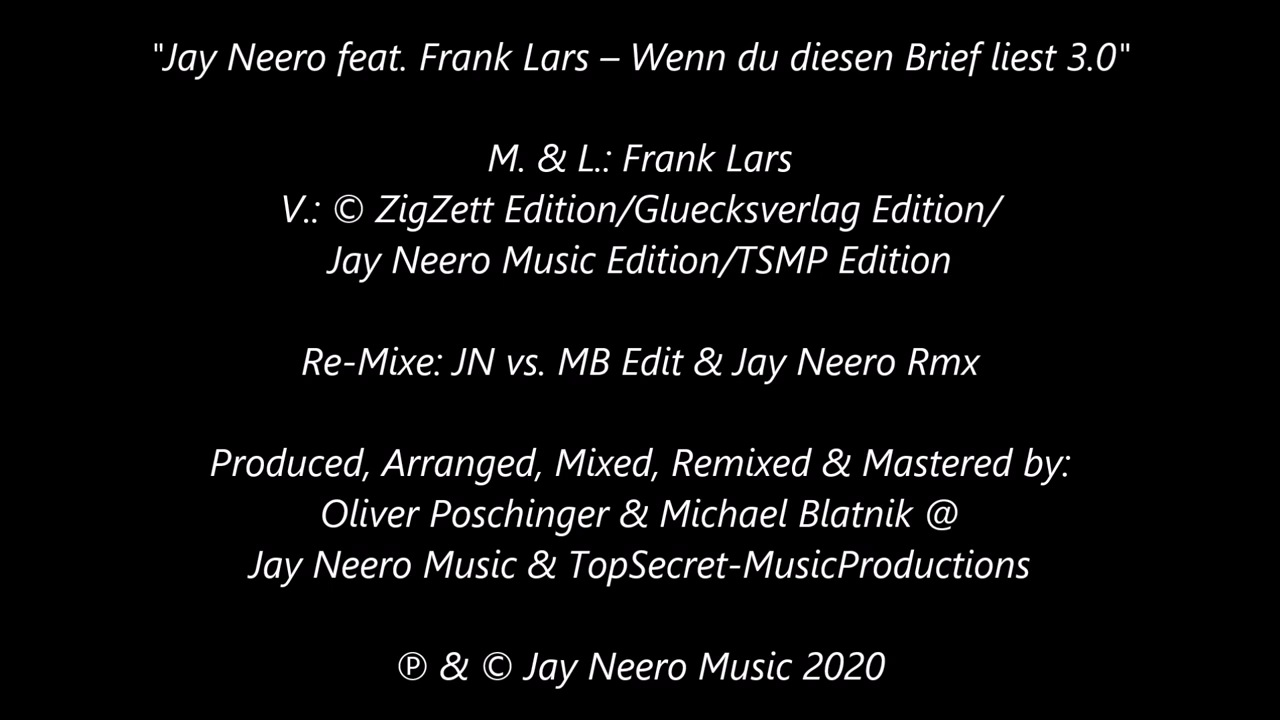 "Jay Neero feat. Frank Lars – Wenn du diesen Brief liest 3.0"
M. & L.: Frank Lars
V.: © ZigZett Edition/Gluecksverlag Edition/
Jay Neero Music Edition/TSMP Edition
Re-Mixe: JN vs. MB Edit & Jay Neero Rmx
Produced, Arranged, Mixed, Remixed & Mastered by:
Oliver Poschinger & Michael Blatnik @
Jay Neero Music & TopSecret-MusicProductions
℗ & © Jay Neero Music 2020